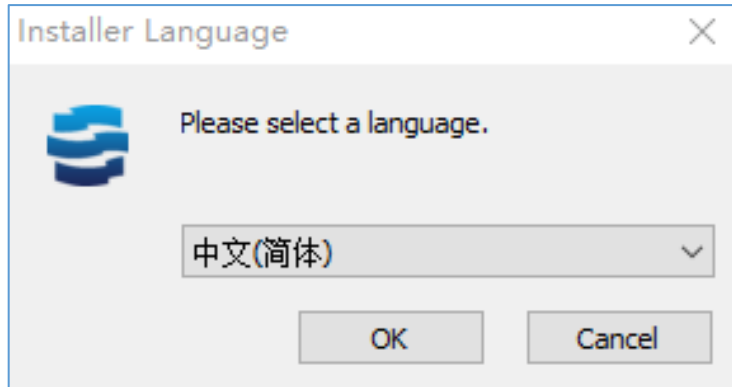 Installer Language
Please select a language.
中文(简体)
OK
Cancel